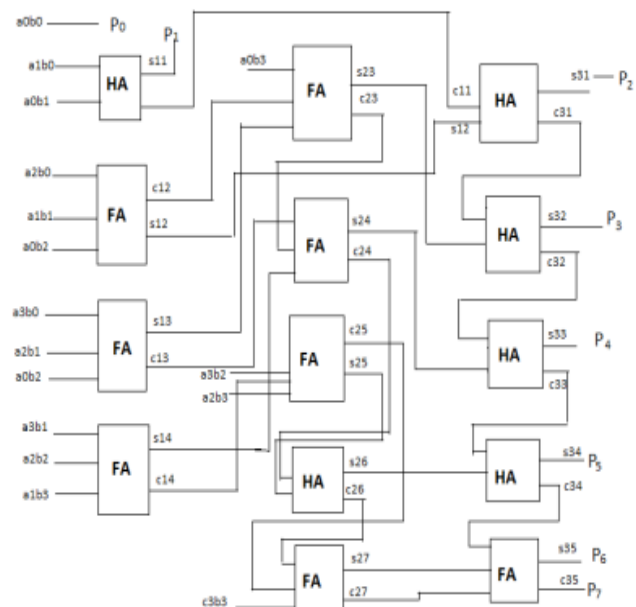 a0b0
P0
P1
a1b0
a0b1
HA
s11
a0b3
FA
s23
c23
c11
s12
HA
s31
P2
c31
a2b0
a1b1
a0b2
FA
c12
s12
FA
s24
c24
HA
s32
P3
c32
a3b0
a2b1
a0b2
FA
s13
c13
FA
c25
s25
a3b2
a2b3
HA
s33
P4
c33
a3b1
a2b2
a1b3
FA
s14
c14
HA
s26
c26
HA
s34
P5
c34
FA
s27
c27
c3b3
FA
s35
P6
c35
P7